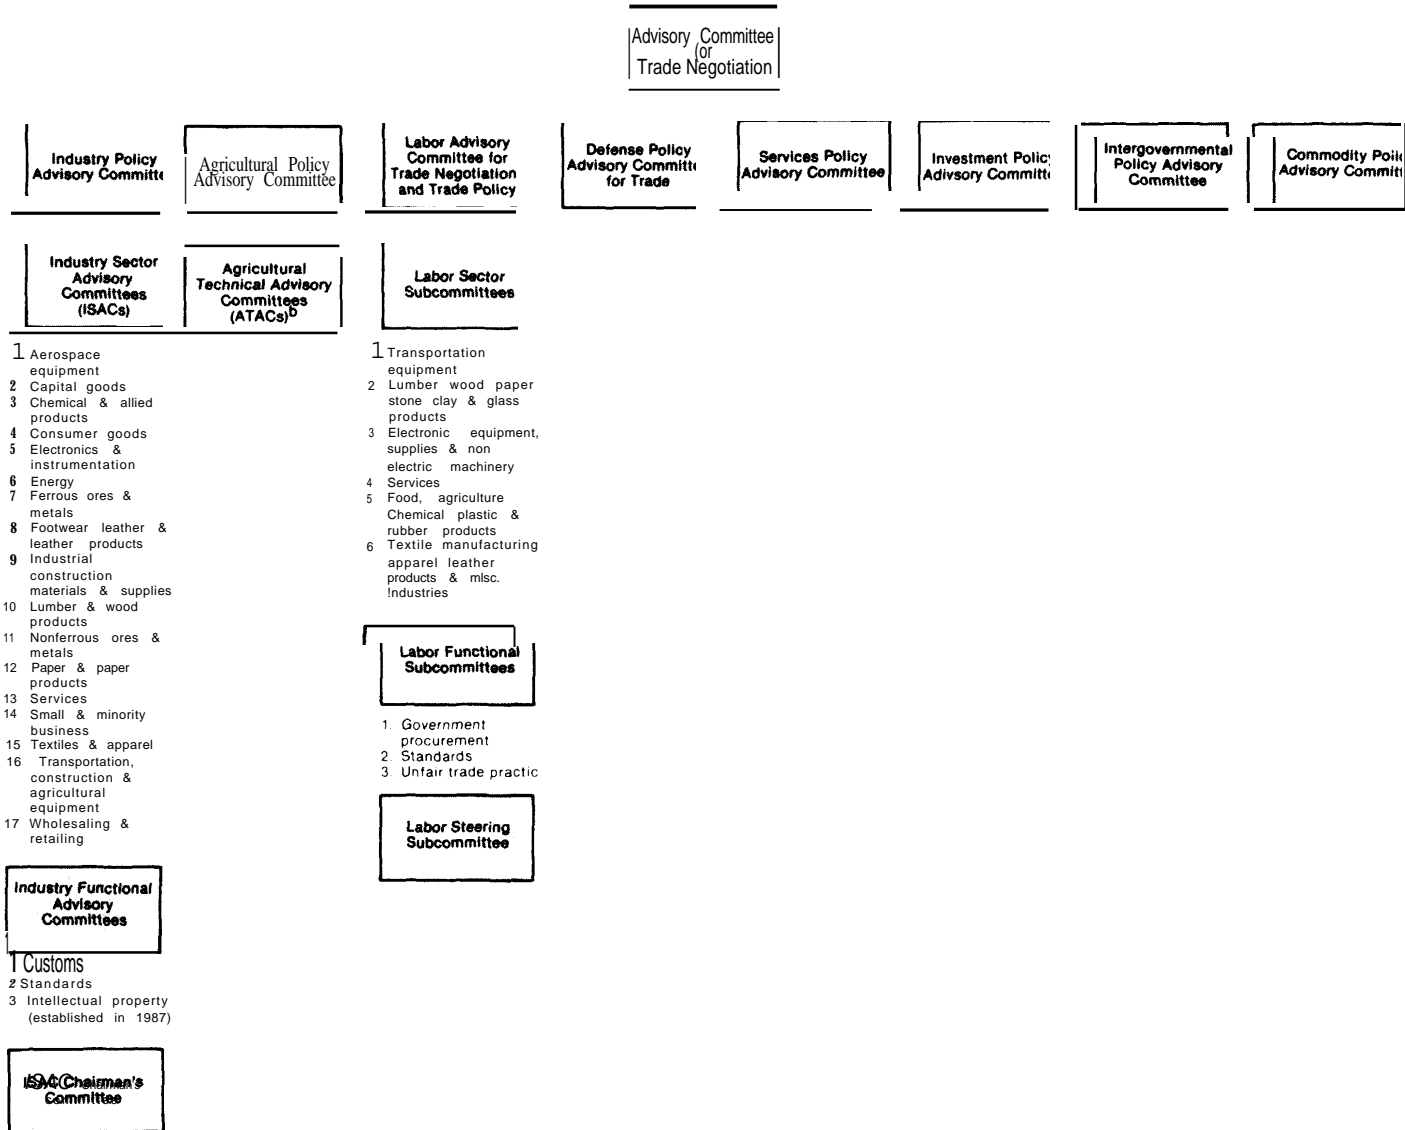 Advisory Committee
(or
Trade Negotiation
Industry Policy
Advisory Committe
Agricultural Policy
Advisory Committee
Labor Advisory
Committee for
Trade Negotiation
and Trade Policy
Defense Policy
Advisory Committe
for Trade
Services Policy
Advisory Committee
Investment Policy
Adivsory Committe
Intergovernmental
Policy Advisory
Committee
Commodity Poli
Advisory Committ
Industry Sector
Advisory
Committees
(ISACs)
Agricultural
Technical Advisory
Committees
(ATACs)b
Labor Sector
Subcommittees
1 Aerospace
equipment
2 Capital goods
3 Chemical & allied
products
4 Consumer goods
5 Electronics &
instrumentation
6 Energy
7 Ferrous ores &
metals
8 Footwear leather &
leather products
9 Industrial
construction
materials & supplies
10 Lumber & wood
products
11 Nonferrous ores &
metals
12 Paper & paper
products
13 Services
14 Small & minority
business
15 Textiles & apparel
16 Transportation,
construction &
agricultural
equipment
17 Wholesaling &
retailing
1 Transportation
equipment
2 Lumber wood paper
stone clay & glass
products
3 Electronic equipment,
supplies & non
electric machinery
4 Services
5 Food, agriculture
Chemical plastic &
rubber products
6 Textile manufacturing
apparel leather
products & mlsc.
!ndustries
Labor Functional
Subcommittees
1. Government
procurement
2. Standards
3. Unfair trade practic
Labor Steering
Subcommittee
Industry Functional
Advisory
Committees
1 Customs
2 Standards
3 Intellectual property
(established in 1987)
ISAC Chairman's
Committee